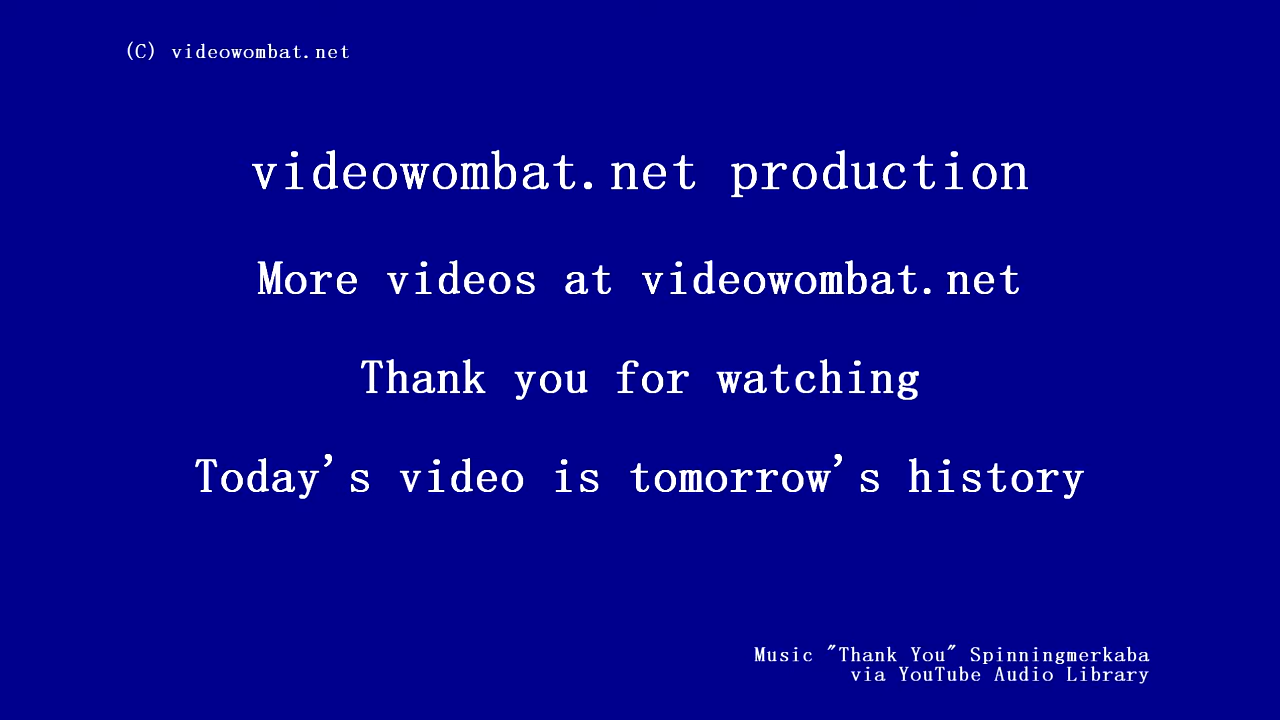 (C) videowombat.net
videowombat.net production
More videos at videowombat.net
Thank you for watching
Today's video is tomorrow's history
Music "Thank You" Spinningmerkaba
via YouTube Audio Library